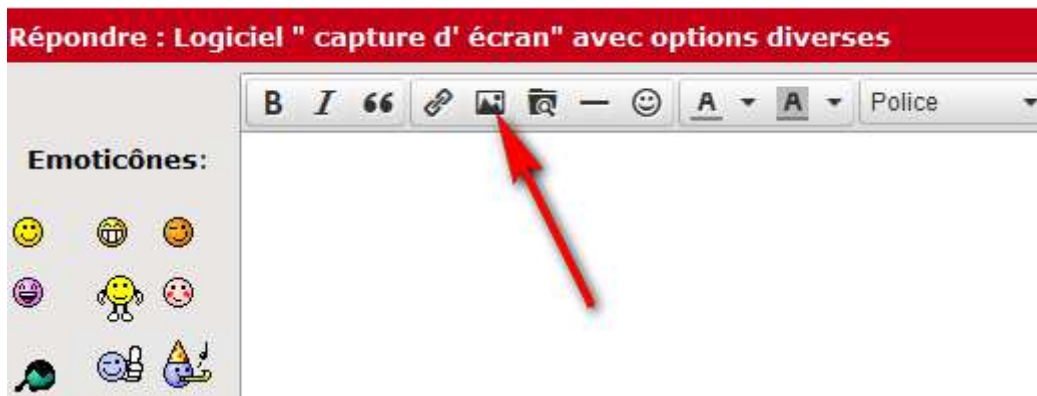 Répondre : Logiciel " capture d' écran" avec options diverses
B I 66 A A Police
Emoticônes: